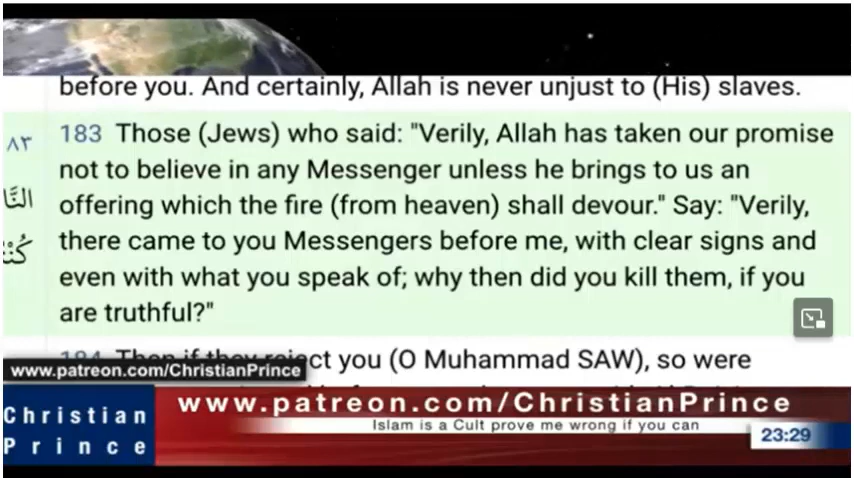 before you. And certainly, Allah is never unjust to (His) slaves.
٨٣
183 Those (Jews) who said: "Verily, Allah has taken our promise
not to believe in any Messenger unless he brings to us an
offering which the fire (from heaven) shall devour." Say: "Verily,
there came to you Messengers before me, with clear signs and
even with what you speak of; why then did you kill them, if you
are truthful?"
184 Then if they reject you (O Muhammad SAW), so were
www.patreon.com/ChristianPrince
Christian
Prince
www.patreon.com/ChristianPrince
Islam is a Cult prove me wrong if you can
23:29